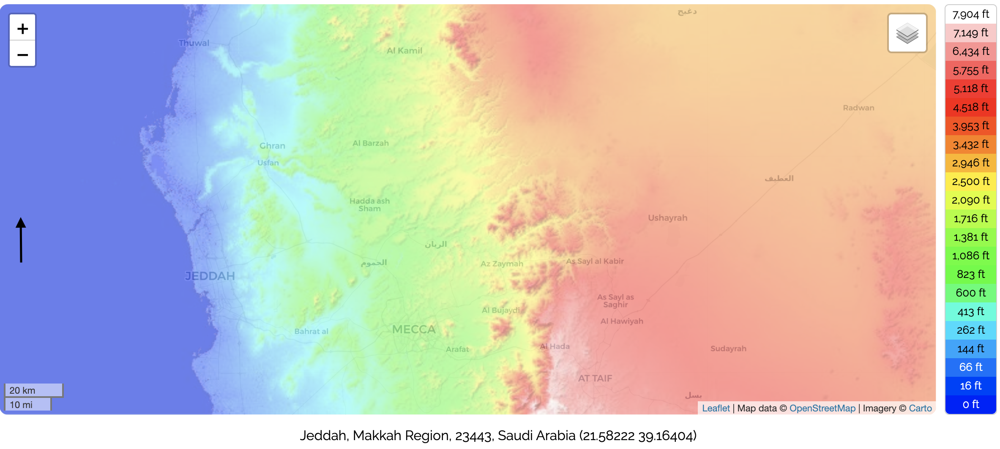 +
−
دغبج
Thuwal
Al Kamil
Radwan
Ghran
Al Barzah
Usfan
العطيف
Hadda ash
Sham
Ushayrah
الريان
الجموم
Az Zaymah
As Sayl al Kabir
JEDDAH
As Sayl as
Saghir
Al Bujaydi
Al Hawiyah
MECCA
Bahrat al
Al Hada
Arafat
Sudayrah
AT TAIF
بسل
20 km
10 mi
Leaflet | Map data © OpenStreetMap | Imagery © Carto
7,904 ft
7,149 ft
6,434 ft
5,755 ft
5,118 ft
4,518 ft
3,953 ft
3,432 ft
2,946 ft
2,500 ft
2,090 ft
1,716 ft
1,381 ft
1,086 ft
823 ft
600 ft
413 ft
262 ft
144 ft
66 ft
16 ft
0 ft
Jeddah, Makkah Region, 23443, Saudi Arabia (21.58222 39.16404)